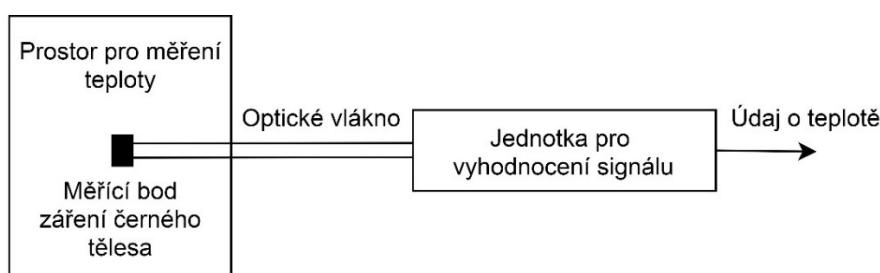 Prostor pro měření
teploty
Optické vlákno
Jednotka pro
vyhodnocení signálu
Údaj o teplotě
Měřící bod
záření černého
tělesa